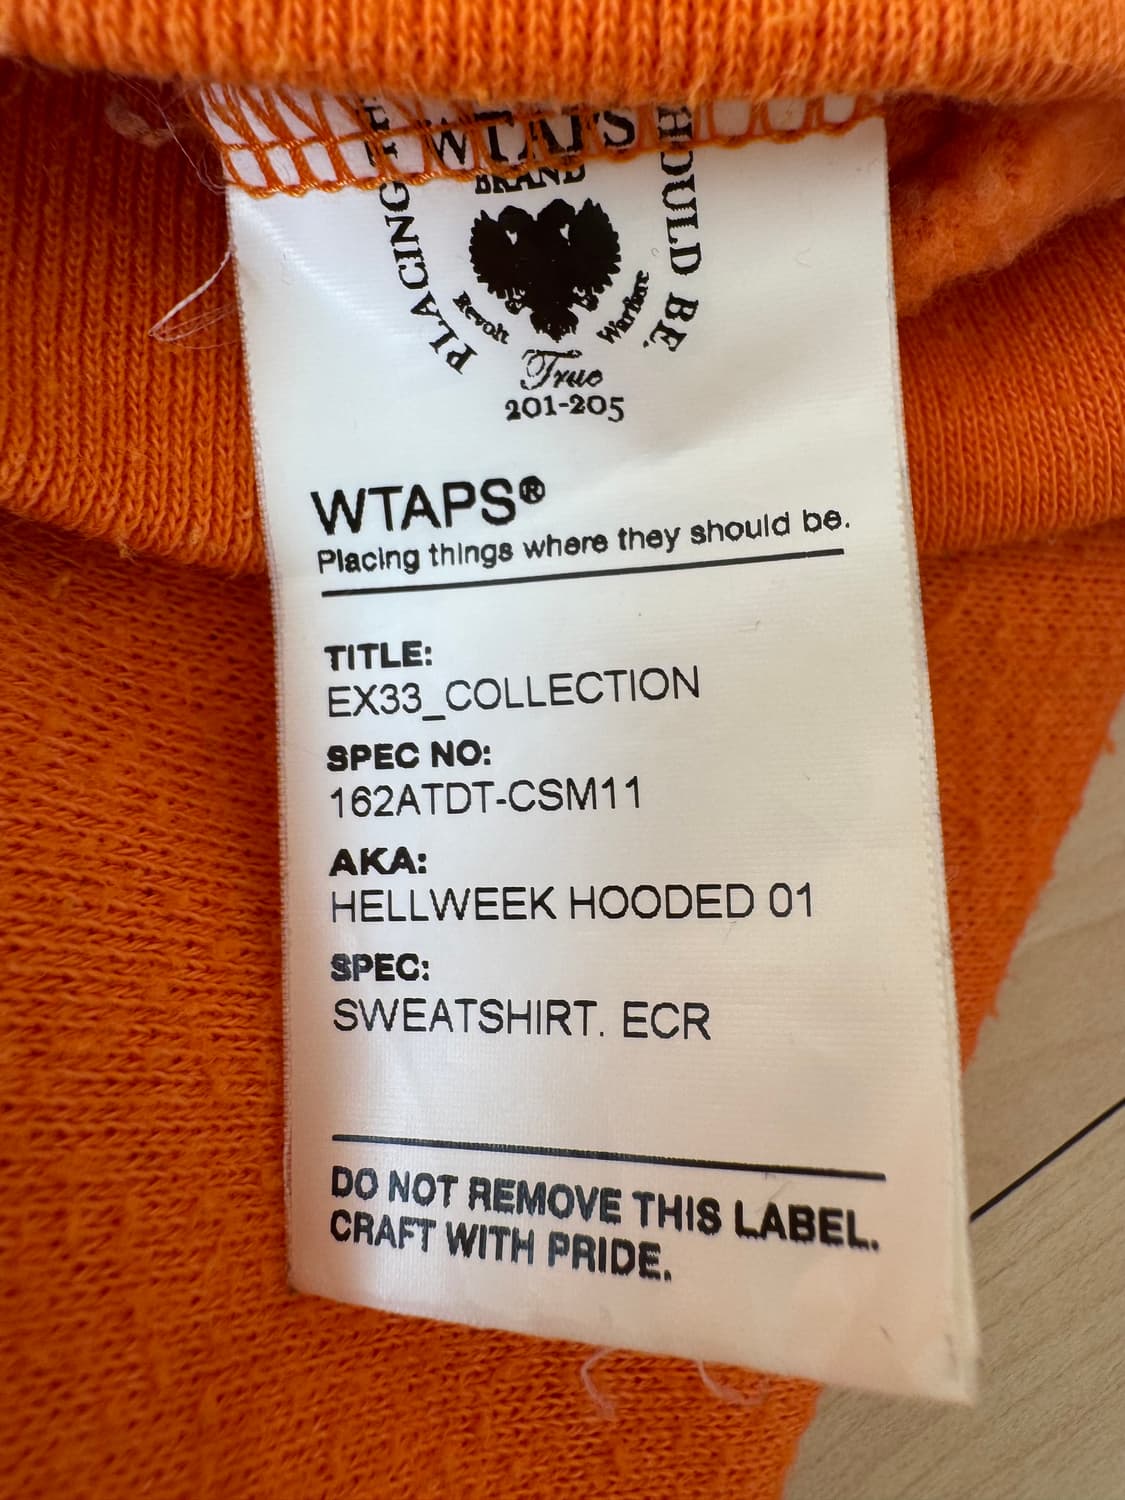 WTAPS
BRAND
PLACING
HOULD BE.
Revolt
Warfare
True
201-205
WTAPS®
Placing things where they should be.
TITLE:
EX33_COLLECTION
SPEC NO:
162ATDT-CSM11
AKA:
HELLWEEK HOODED 01
SPEC:
SWEATSHIRT. ECR
DO NOT REMOVE THIS LABEL.
CRAFT WITH PRIDE.